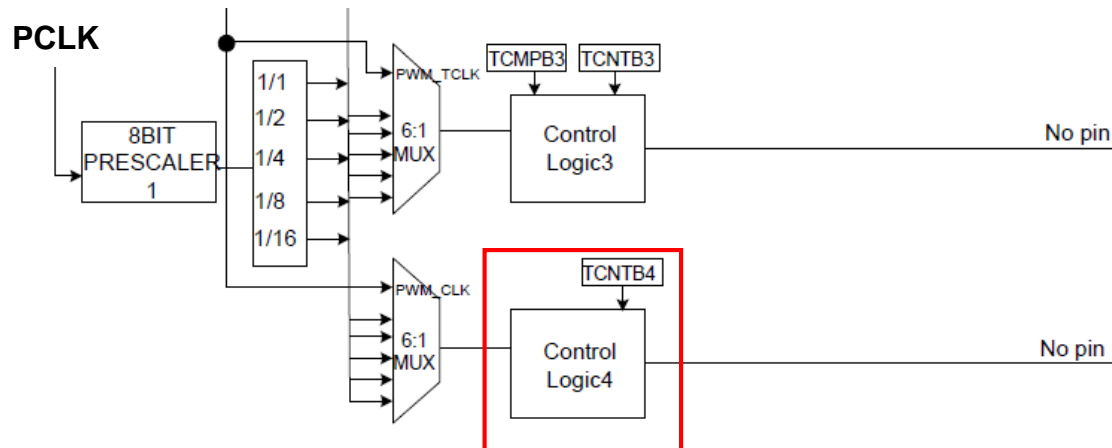 PCLK
8BIT
PRESCALER
1
1/1
1/2
1/4
1/8
1/16
PWM_TCLK
6:1
MUX
TCMPB3
TCNTB3
Control
Logic3
No pin
PWM_CLK
6:1
MUX
TCNTB4
Control
Logic4
No pin